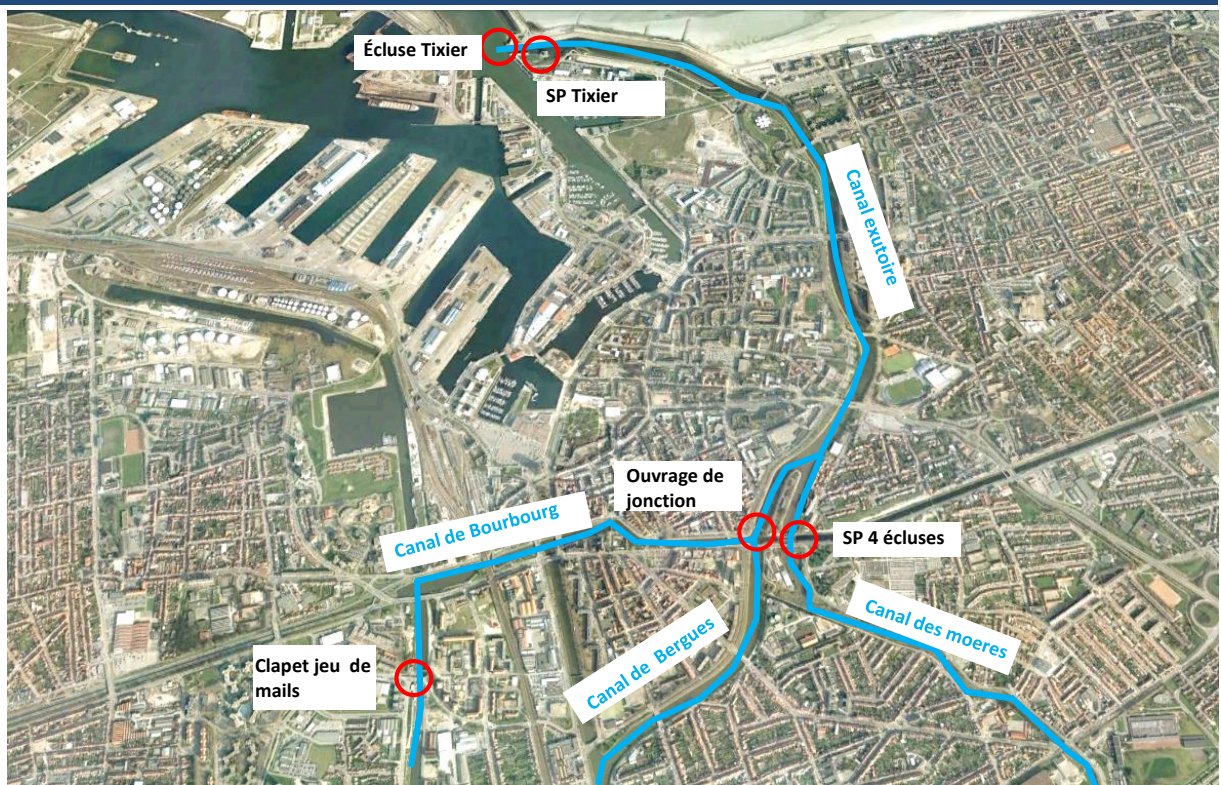 Écluse Tixier
SP Tixier
Canal exutoire
Ouvrage de
jonction
Canal de Bourbourg
SP 4 écluses
Canal des moeres
Canal de Bergues
Clapet jeu de
mails